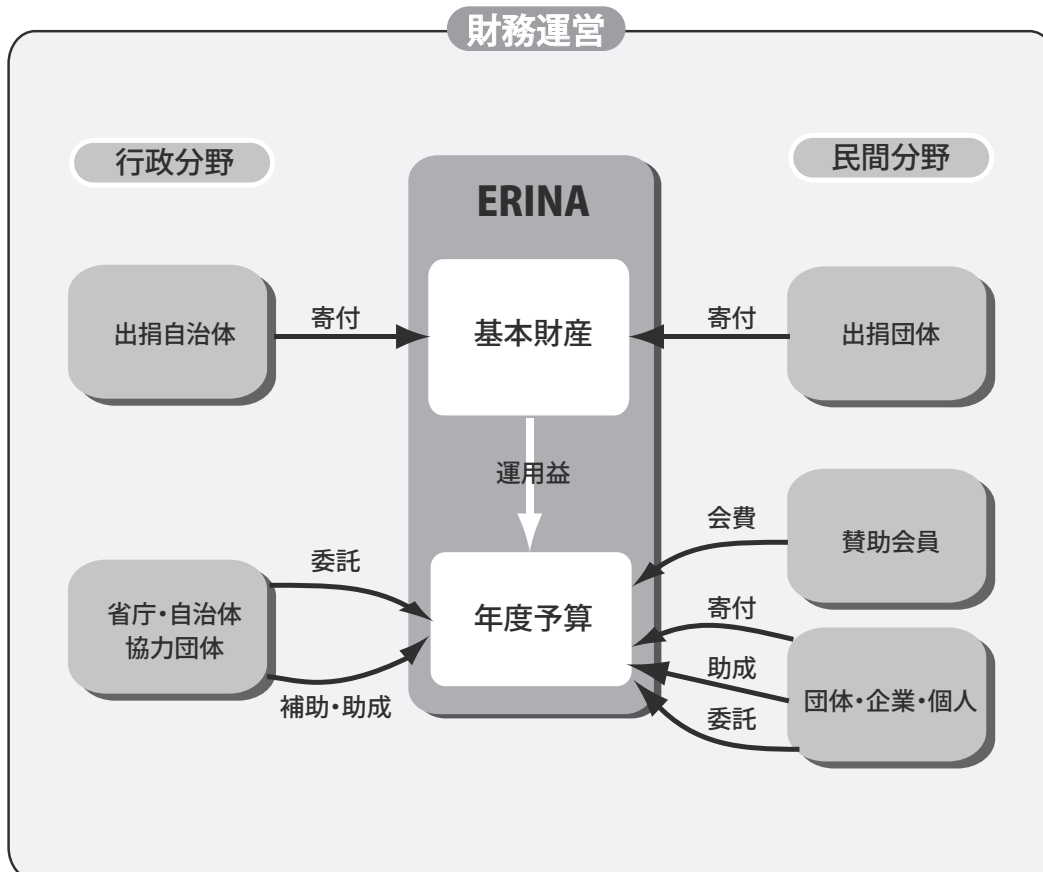 財務運営
行政分野
民間分野
ERINA
出捐自治体
寄付
基本財産
寄付
出捐団体
運用益
会費
賛助会員
委託
省庁・自治体
協力団体
年度予算
寄付
助成
団体・企業・個人
補助・助成
委託